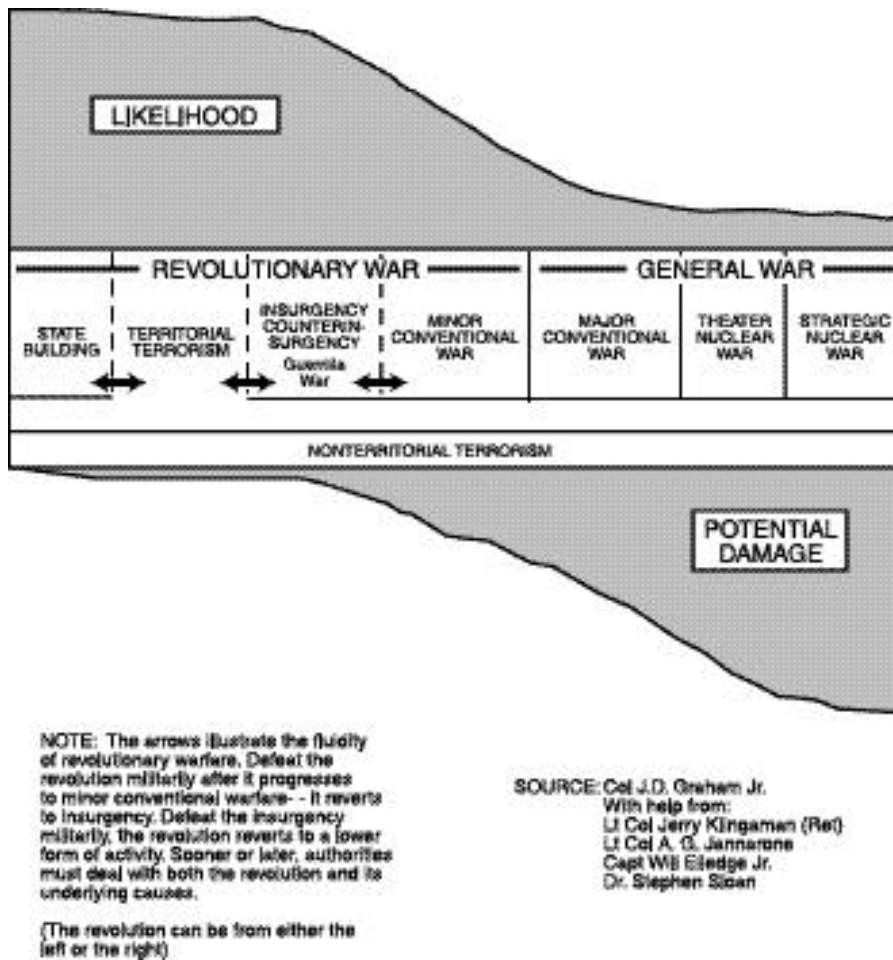 LIKELIHOOD
REVOLUTIONARY WAR
GENERAL WAR
STATE
BUILDING
TERRITORIAL
TERRORISM
INSURGENCY
COUNTERIN-
SURGENCY
Guerrilla
War
MINOR
CONVENTIONAL
WAR
MAJOR
CONVENTIONAL
WAR
THEATER
NUCLEAR
WAR
STRATEGIC
NUCLEAR
WAR
NONTERRITORIAL TERRORISM
POTENTIAL
DAMAGE
NOTE: The arrows illustrate the fluidity
of revolutionary warfare. Defeat the
revolution militarily after it progresses
to minor conventional warfare- - it reverts
to insurgency. Defeat the insurgency
militarily, the revolution reverts to a lower
form of activity. Sooner or later, authorities
must deal with both the revolution and its
underlying causes.
(The revolution can be from either the
left or the right)
SOURCE: Col J.D. Graham Jr.
With help from:
Lt Col Jerry Klingaman (Ret)
Lt Col A. G. Jannarone
Capt Will Elledge Jr.
Dr. Stephen Sloan